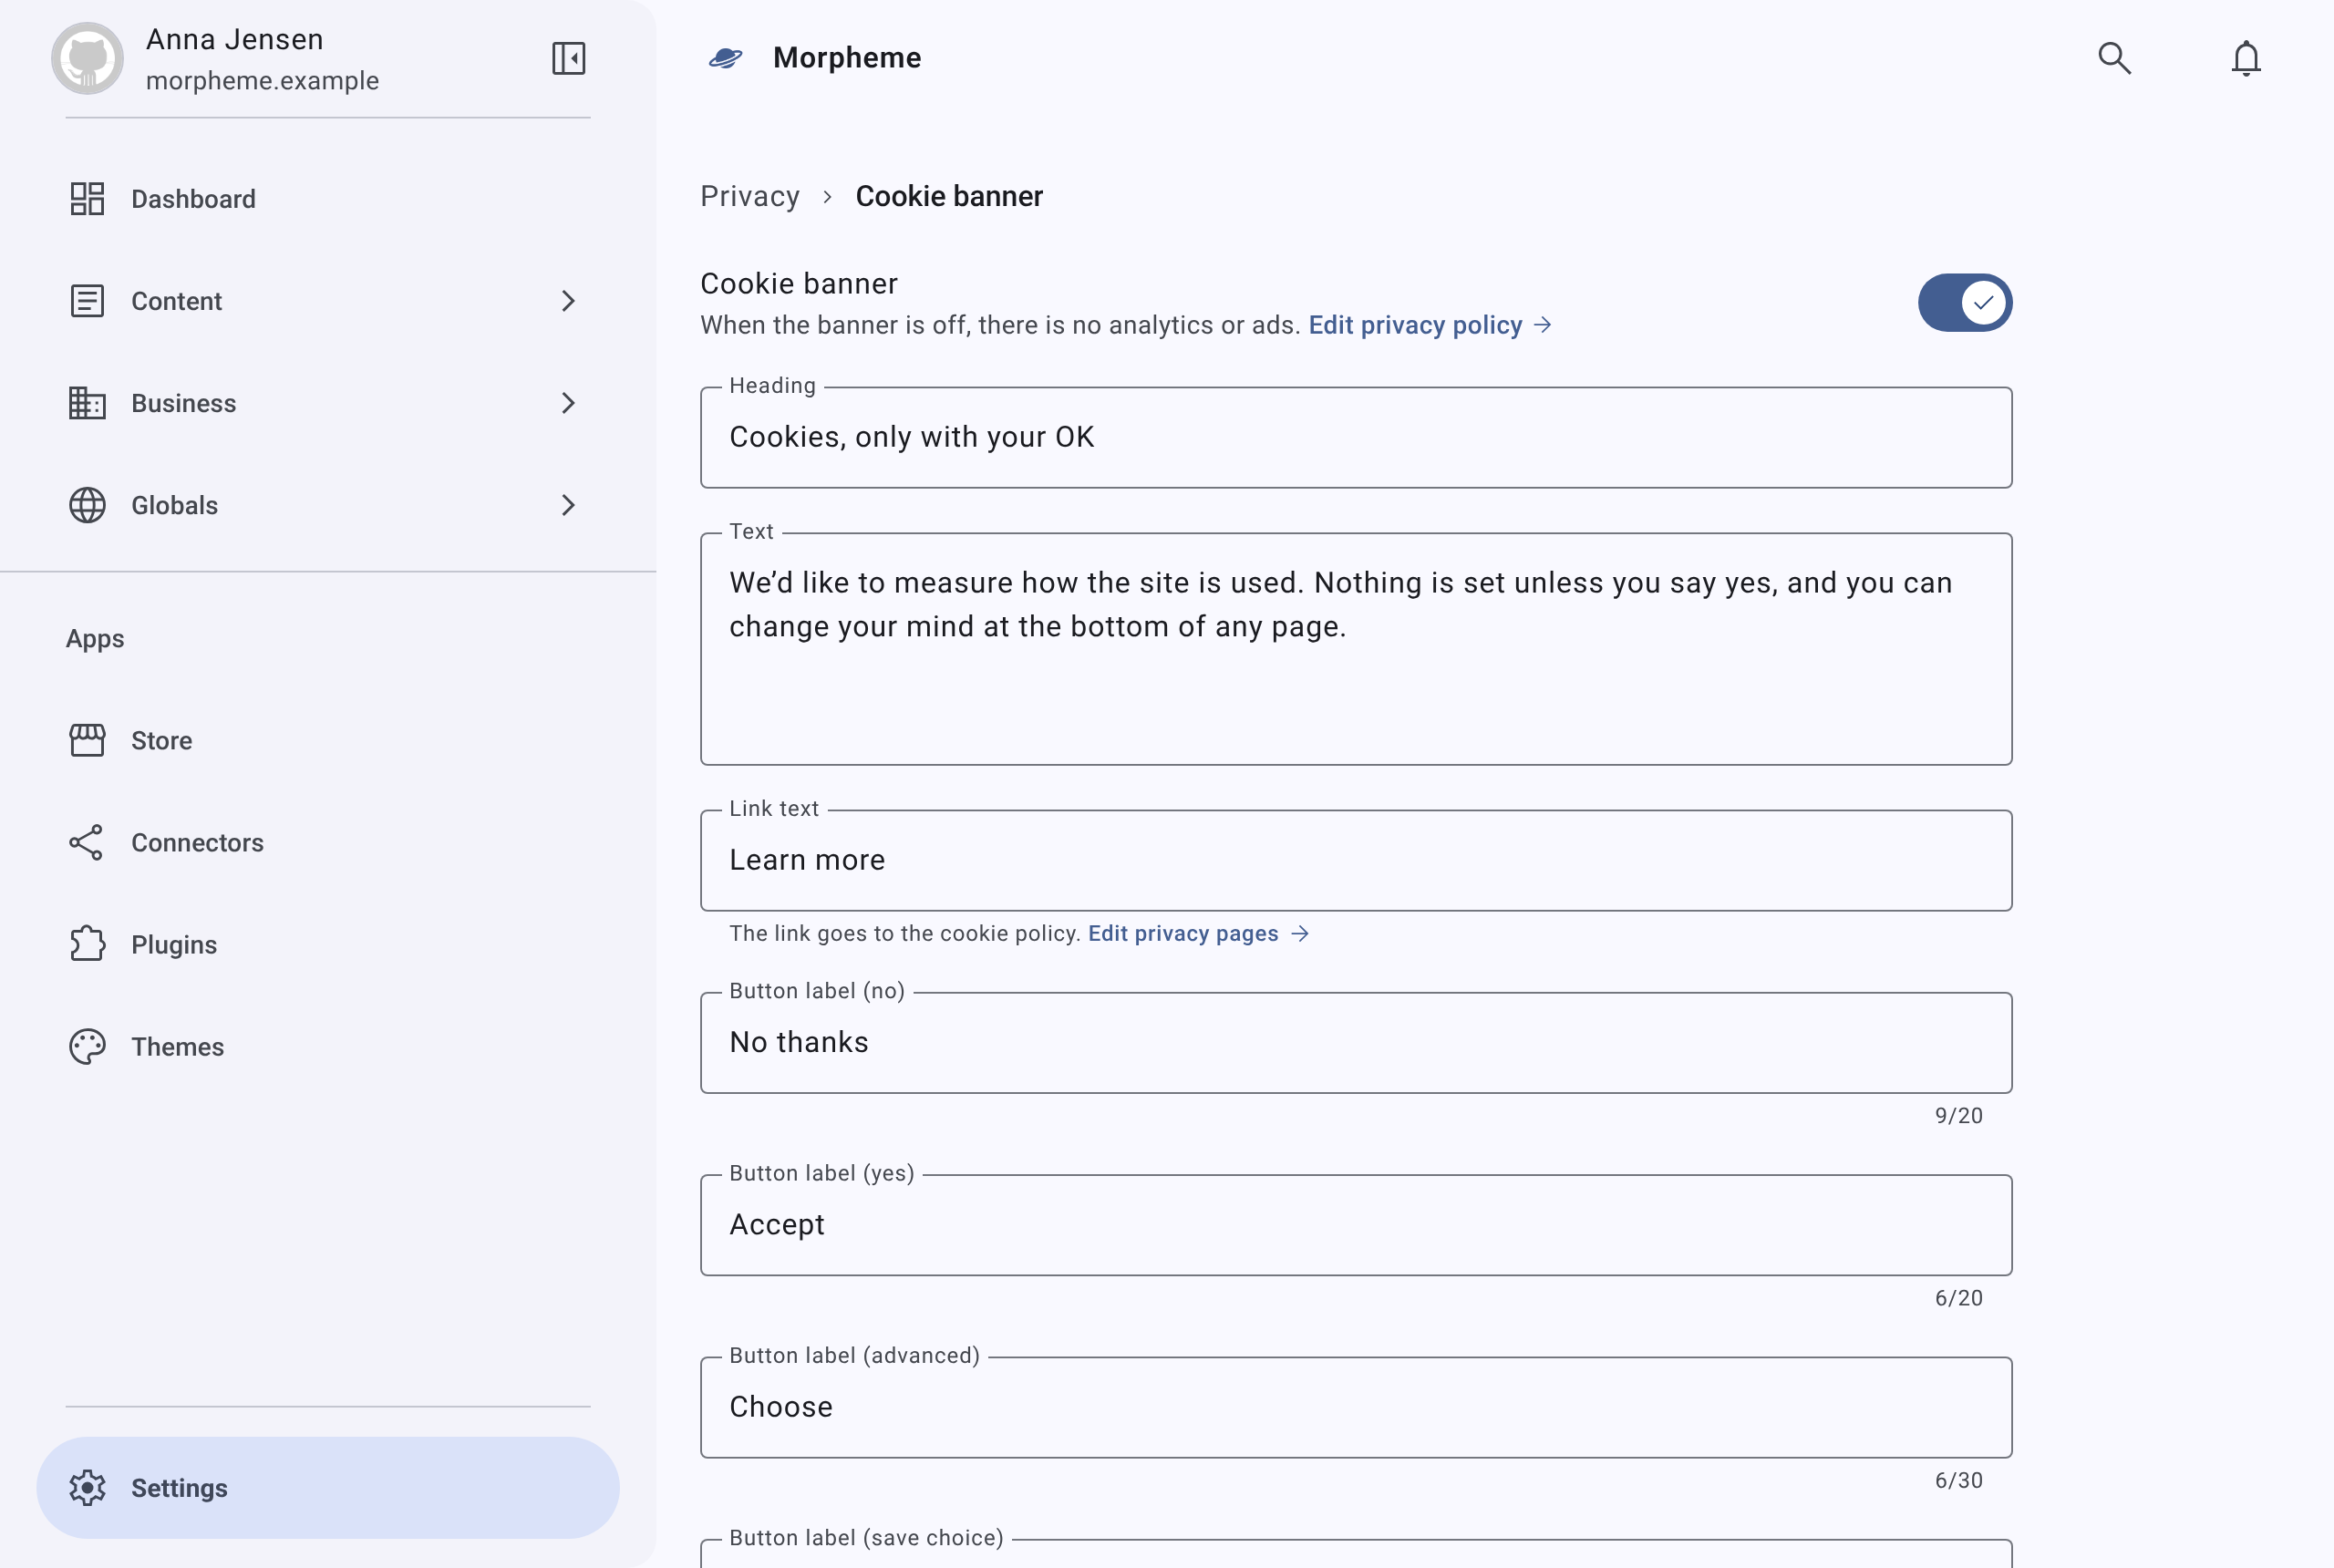 Anna Jensen
morpheme.example
Dashboard
Content
Business
Globals
Apps
Store
Connectors
Plugins
Themes
Settings
Morpheme
Privacy > Cookie banner
Cookie banner
When the banner is off, there is no analytics or ads. Edit privacy policy →
Heading
Cookies, only with your OK
Text
We’d like to measure how the site is used. Nothing is set unless you say yes, and you can
change your mind at the bottom of any page.
Link text
Learn more
The link goes to the cookie policy. Edit privacy pages →
Button label (no)
No thanks
9/20
Button label (yes)
Accept
6/20
Button label (advanced)
Choose
6/30
Button label (save choice)